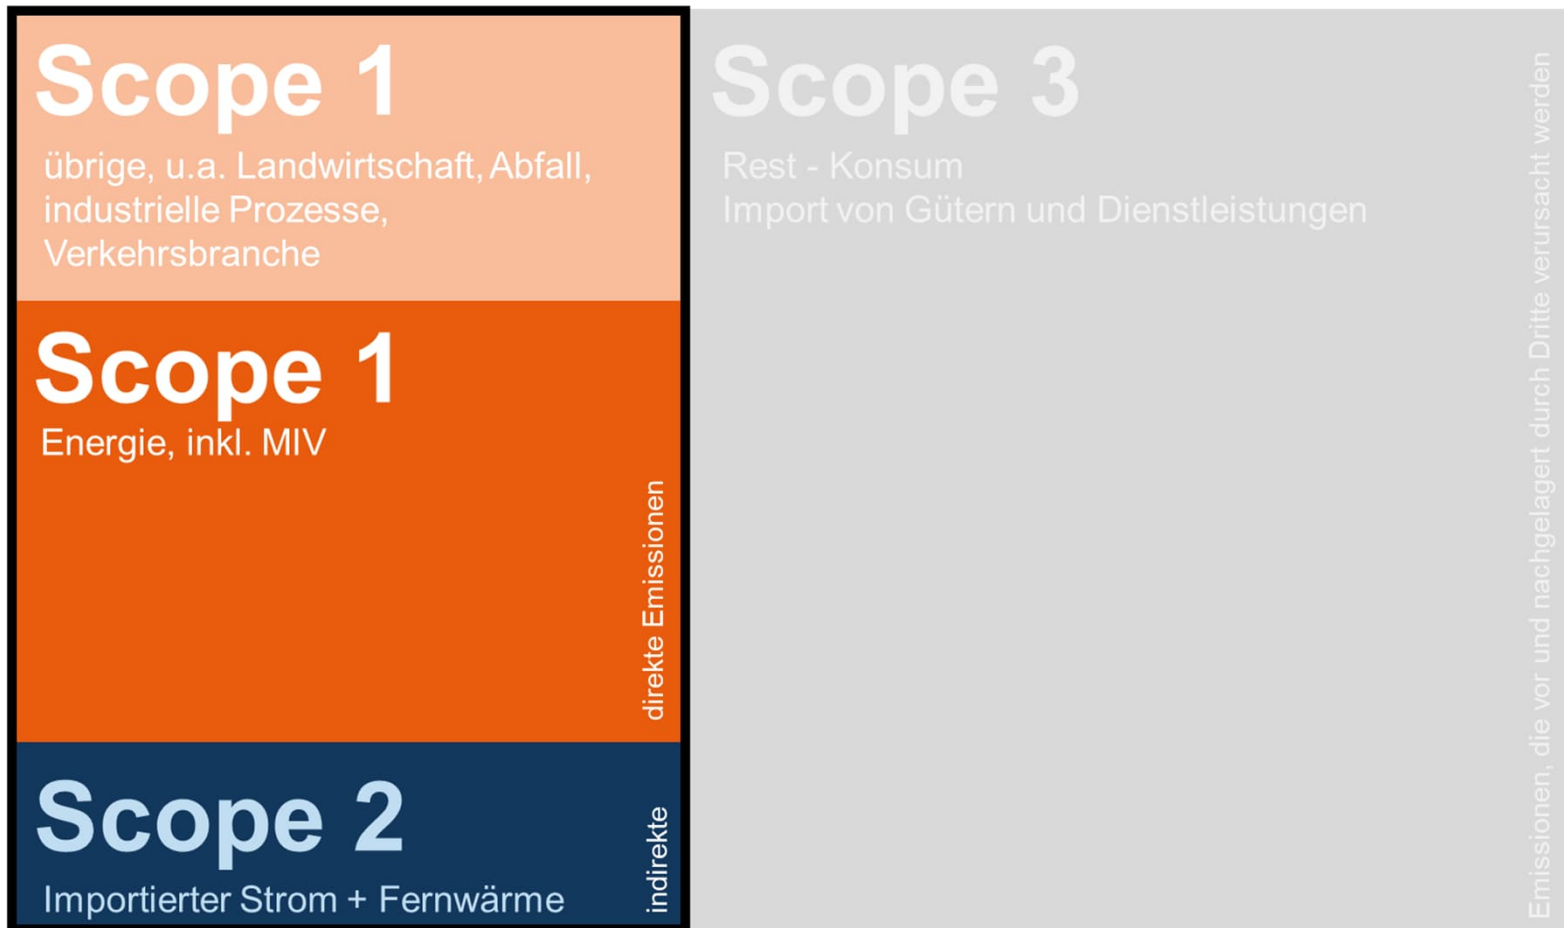 Scope 1
übrige, u.a. Landwirtschaft, Abfall,
industrielle Prozesse,
Verkehrsbranche
Scope 1
Energie, inkl. MIV
direkte Emissionen
Scope 2
Importierter Strom + Fernwärme
indirekte
Scope 3
Rest - Konsum
Import von Gütern und Dienstleistungen
Emissionen, die vor und nachgelagert durch Dritte verursacht werden